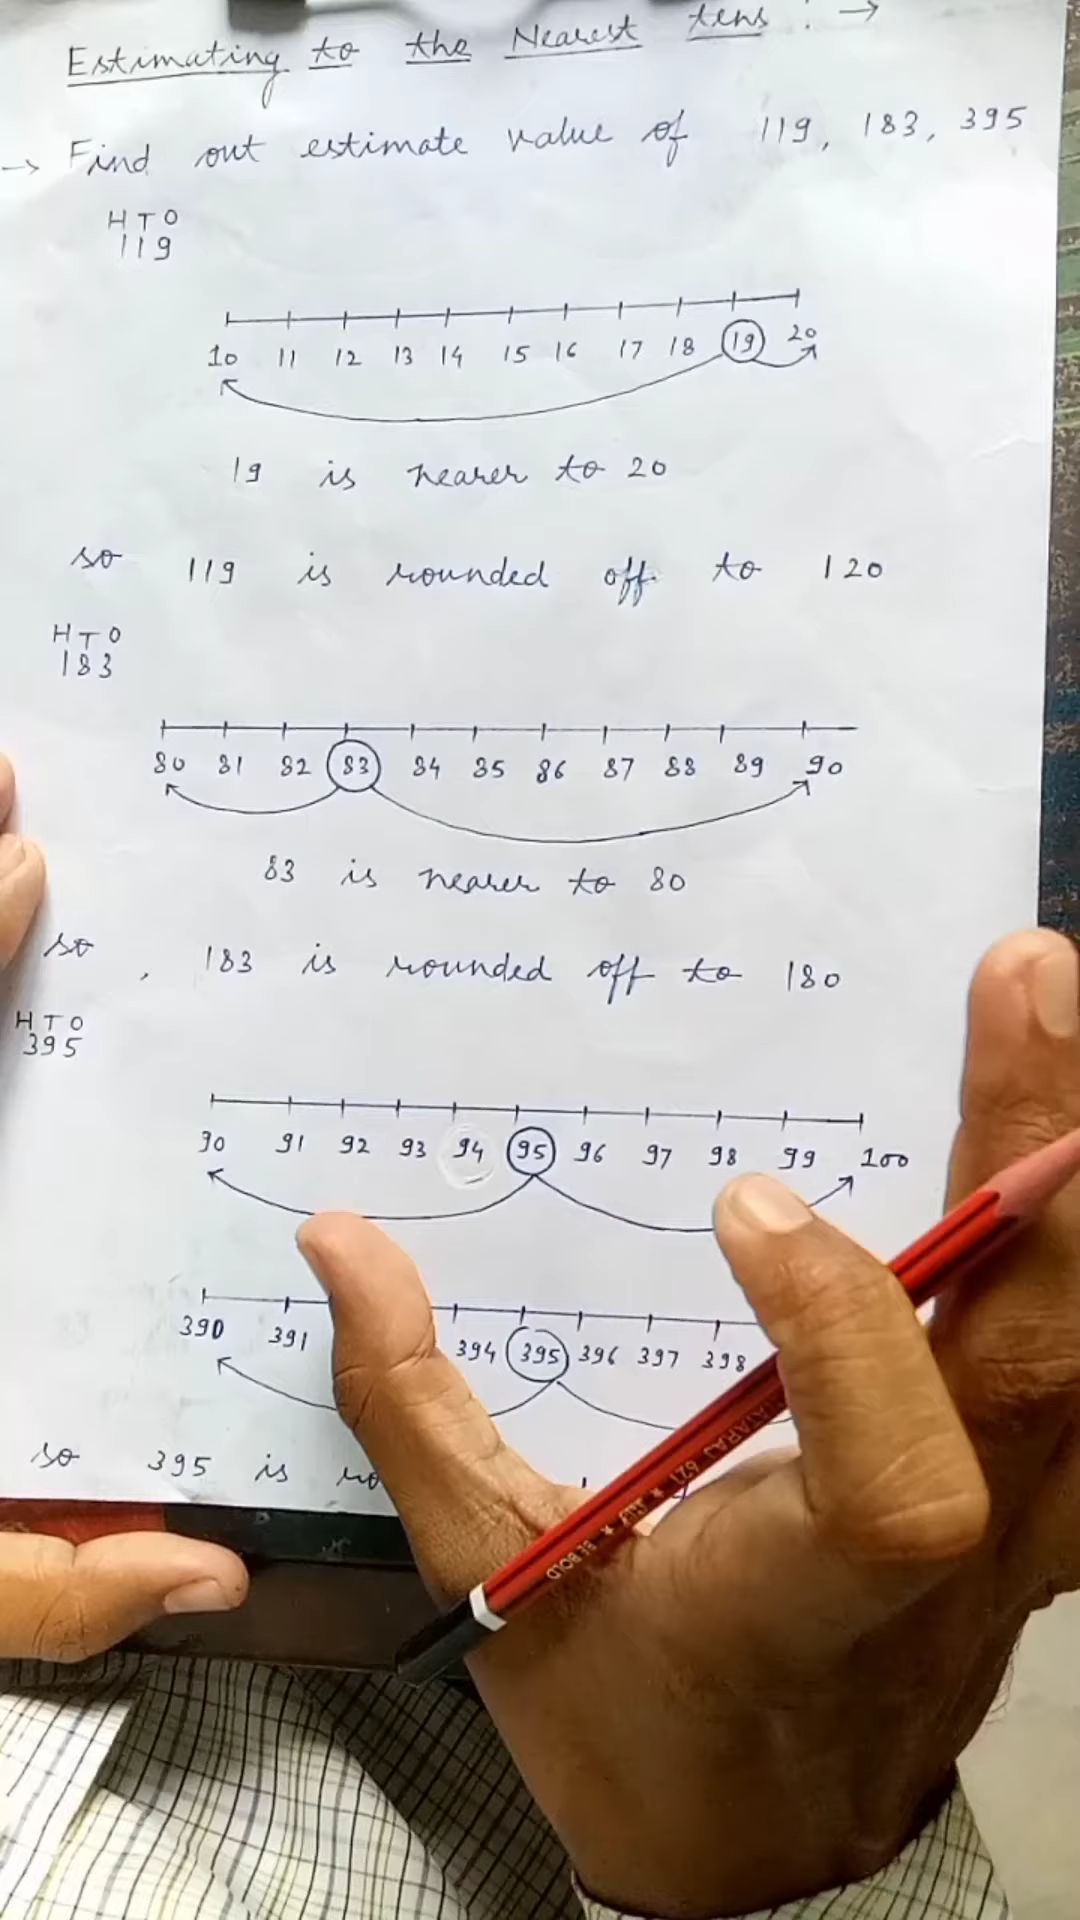 Estimating to the Nearest tens : →
→ Find out estimate value of 119, 183, 395
H T O
119
10 11 12 13 14 15 16 17 18 19 20
19 is nearer to 20
so 119 is rounded off to 120
H T O
183
80 81 82 83 84 85 86 87 88 89 90
83 is nearer to 80
so , 183 is rounded off to 180
H T O
395
90 91 92 93 94 95 96 97 98 99 100
390 391 394 395 396 397 398
so 395 is
NATARAJ 621 ★ ★ BOLD